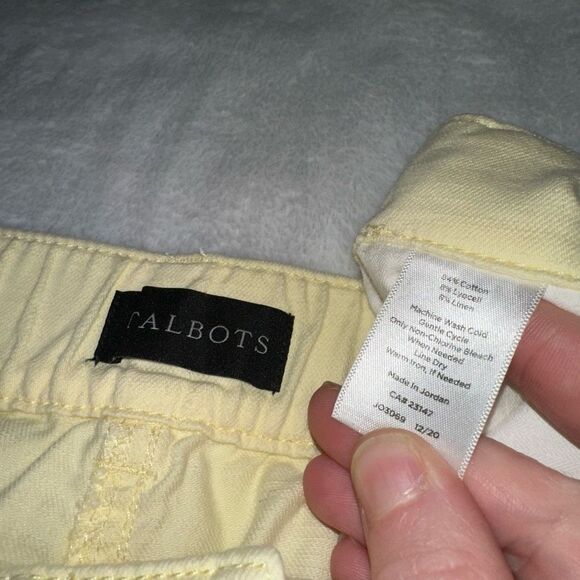 TALBOTS
84% Cotton
8% Lyocell
8% Linen
Machine Wash Cold
Gentle Cycle
Only Non-Chlorine Bleach
When Needed
Line Dry
Warm Iron, If Needed
Made in Jordan
CA# 23147
JO3069 12/20